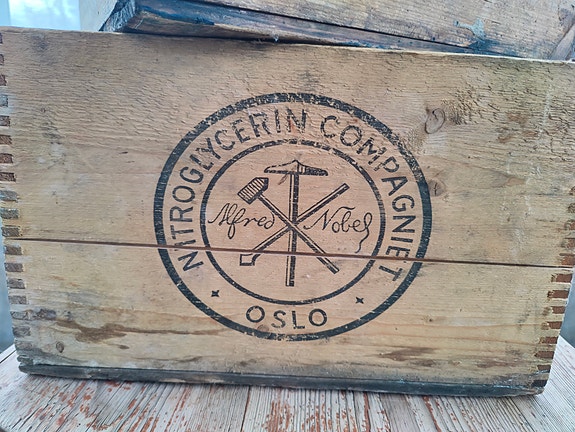 NITROGLYCERIN COMPAGNIET
Alfred Nobel
OSLO